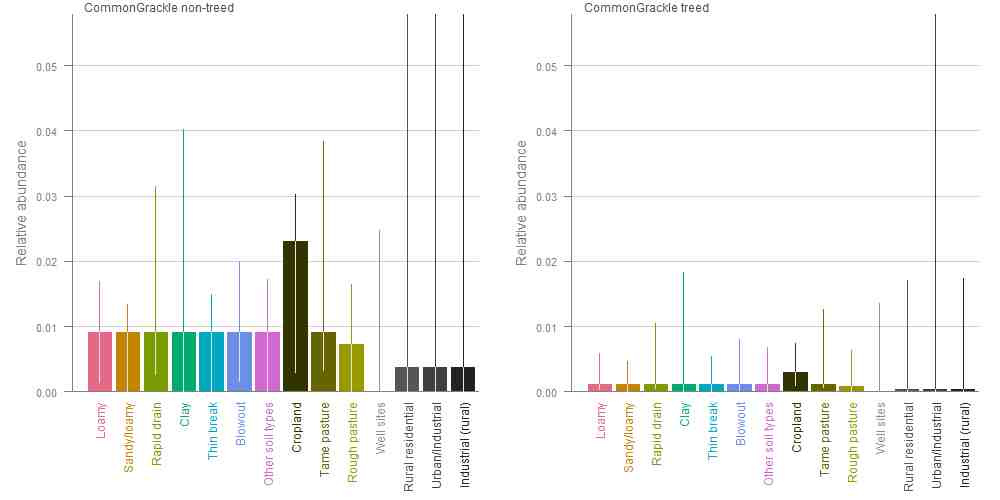 CommonGrackle non-treed
Relative abundance
0.05
0.04
0.03
0.02
0.01
0.00
Loamy
Sandy/loamy
Rapid drain
Clay
Thin break
Blowout
Other soil types
Cropland
Tame pasture
Rough pasture
Well sites
Rural residential
Urban/Industrial
Industrial (rural)
CommonGrackle treed
Relative abundance
0.05
0.04
0.03
0.02
0.01
0.00
Loamy
Sandy/loamy
Rapid drain
Clay
Thin break
Blowout
Other soil types
Cropland
Tame pasture
Rough pasture
Well sites
Rural residential
Urban/Industrial
Industrial (rural)